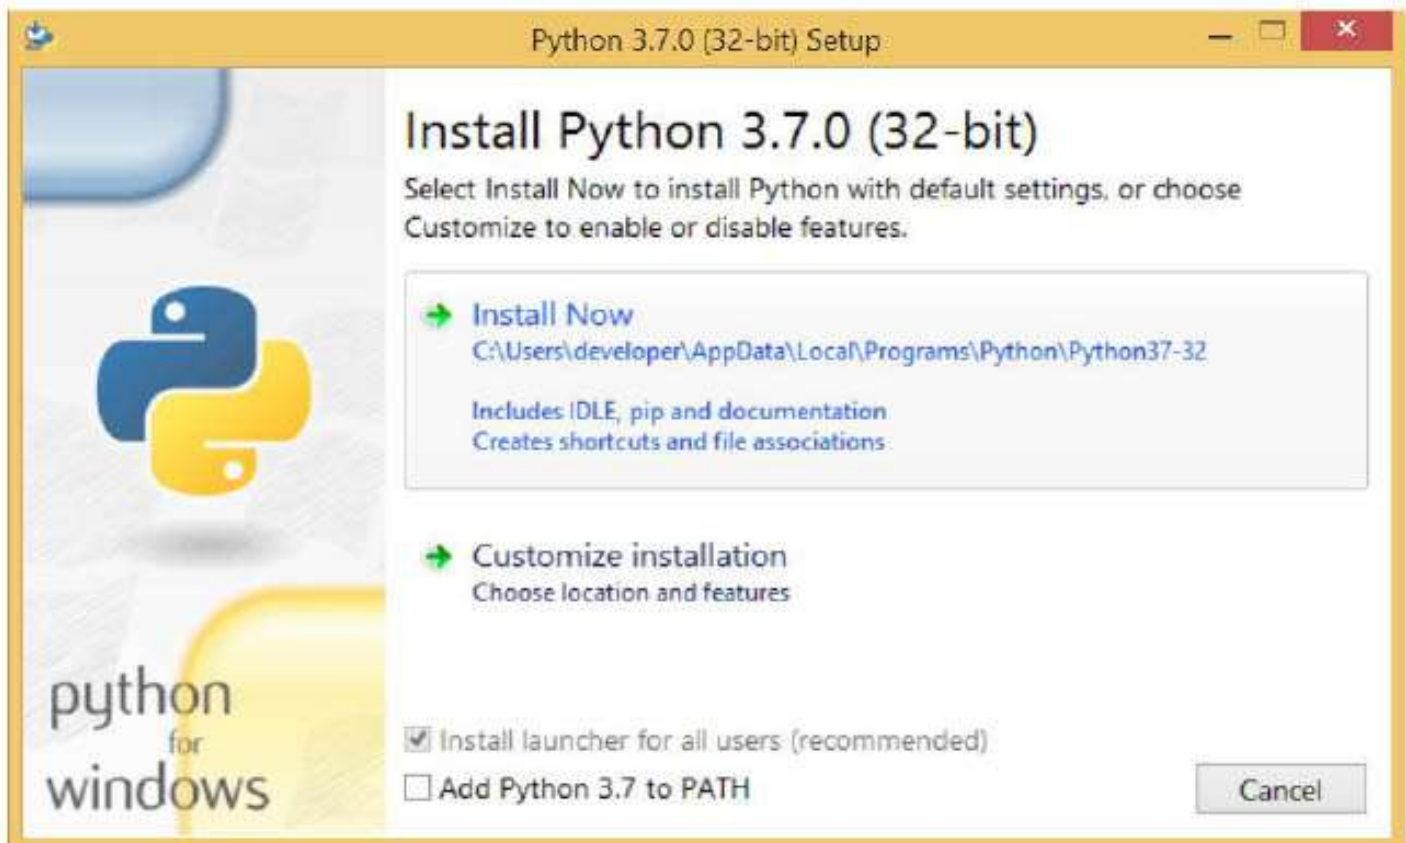 Python 3.7.0 (32-bit) Setup
Install Python 3.7.0 (32-bit)
Select Install Now to install Python with default settings, or choose
Customize to enable or disable features.
Install Now
C:\Users\developer\AppData\Local\Programs\Python\Python37-32
Includes IDLE, pip and documentation
Creates shortcuts and file associations
Customize installation
Choose location and features
python
for
windows
Install launcher for all users (recommended)
Add Python 3.7 to PATH
Cancel